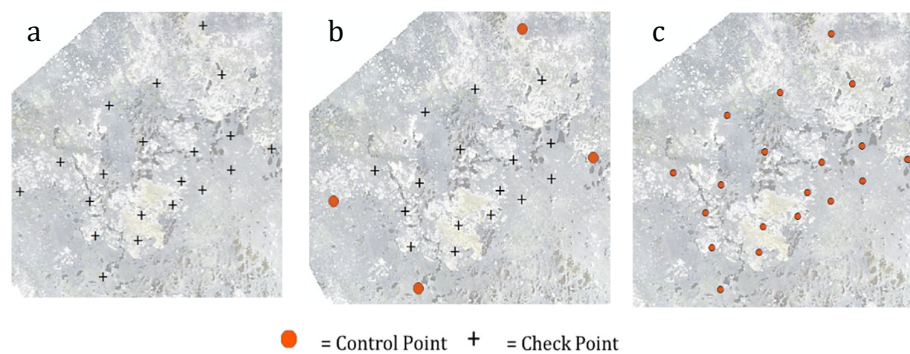 a b c
= Control Point + = Check Point